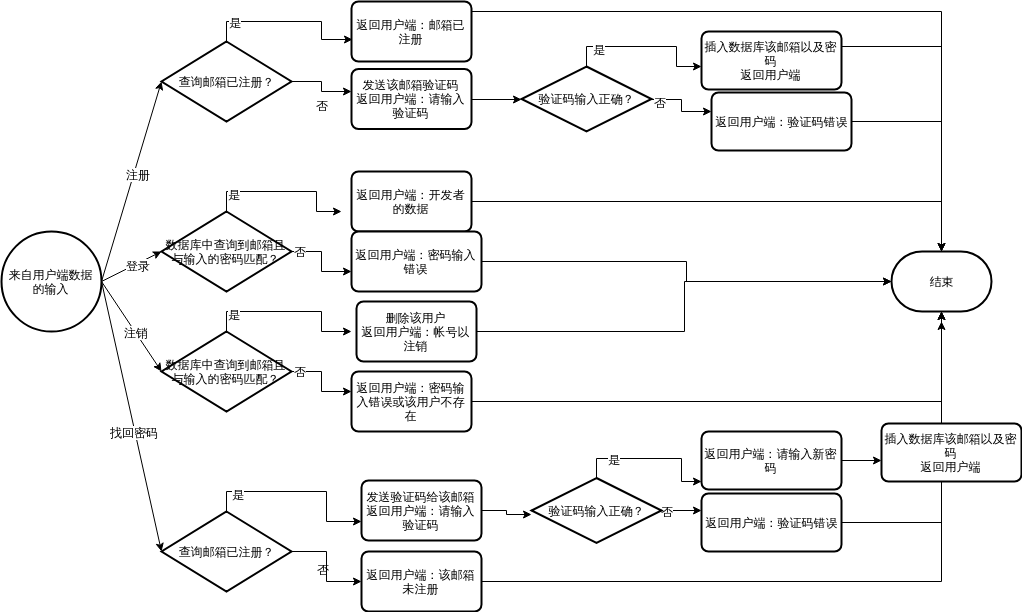 来自用户端数据
的输入
注册
登录
注销
找回密码
查询邮箱已注册？
是
否
返回用户端：邮箱已
注册
发送该邮箱验证码
返回用户端：请输入
验证码
验证码输入正确？
是
否
插入数据库该邮箱以及密
码
返回用户端
返回用户端：验证码错误
数据库中查询到邮箱且
与输入的密码匹配？
是
否
返回用户端：开发者
的数据
返回用户端：密码输入
错误
数据库中查询到邮箱且
与输入的密码匹配？
是
否
删除该用户
返回用户端：帐号以
注销
返回用户端：密码输
入错误或该用户不存
在
查询邮箱已注册？
是
否
发送验证码给该邮箱
返回用户端：请输入
验证码
返回用户端：该邮箱
未注册
验证码输入正确？
是
否
返回用户端：请输入新密
码
返回用户端：验证码错误
插入数据库该邮箱以及密
码
返回用户端
结束